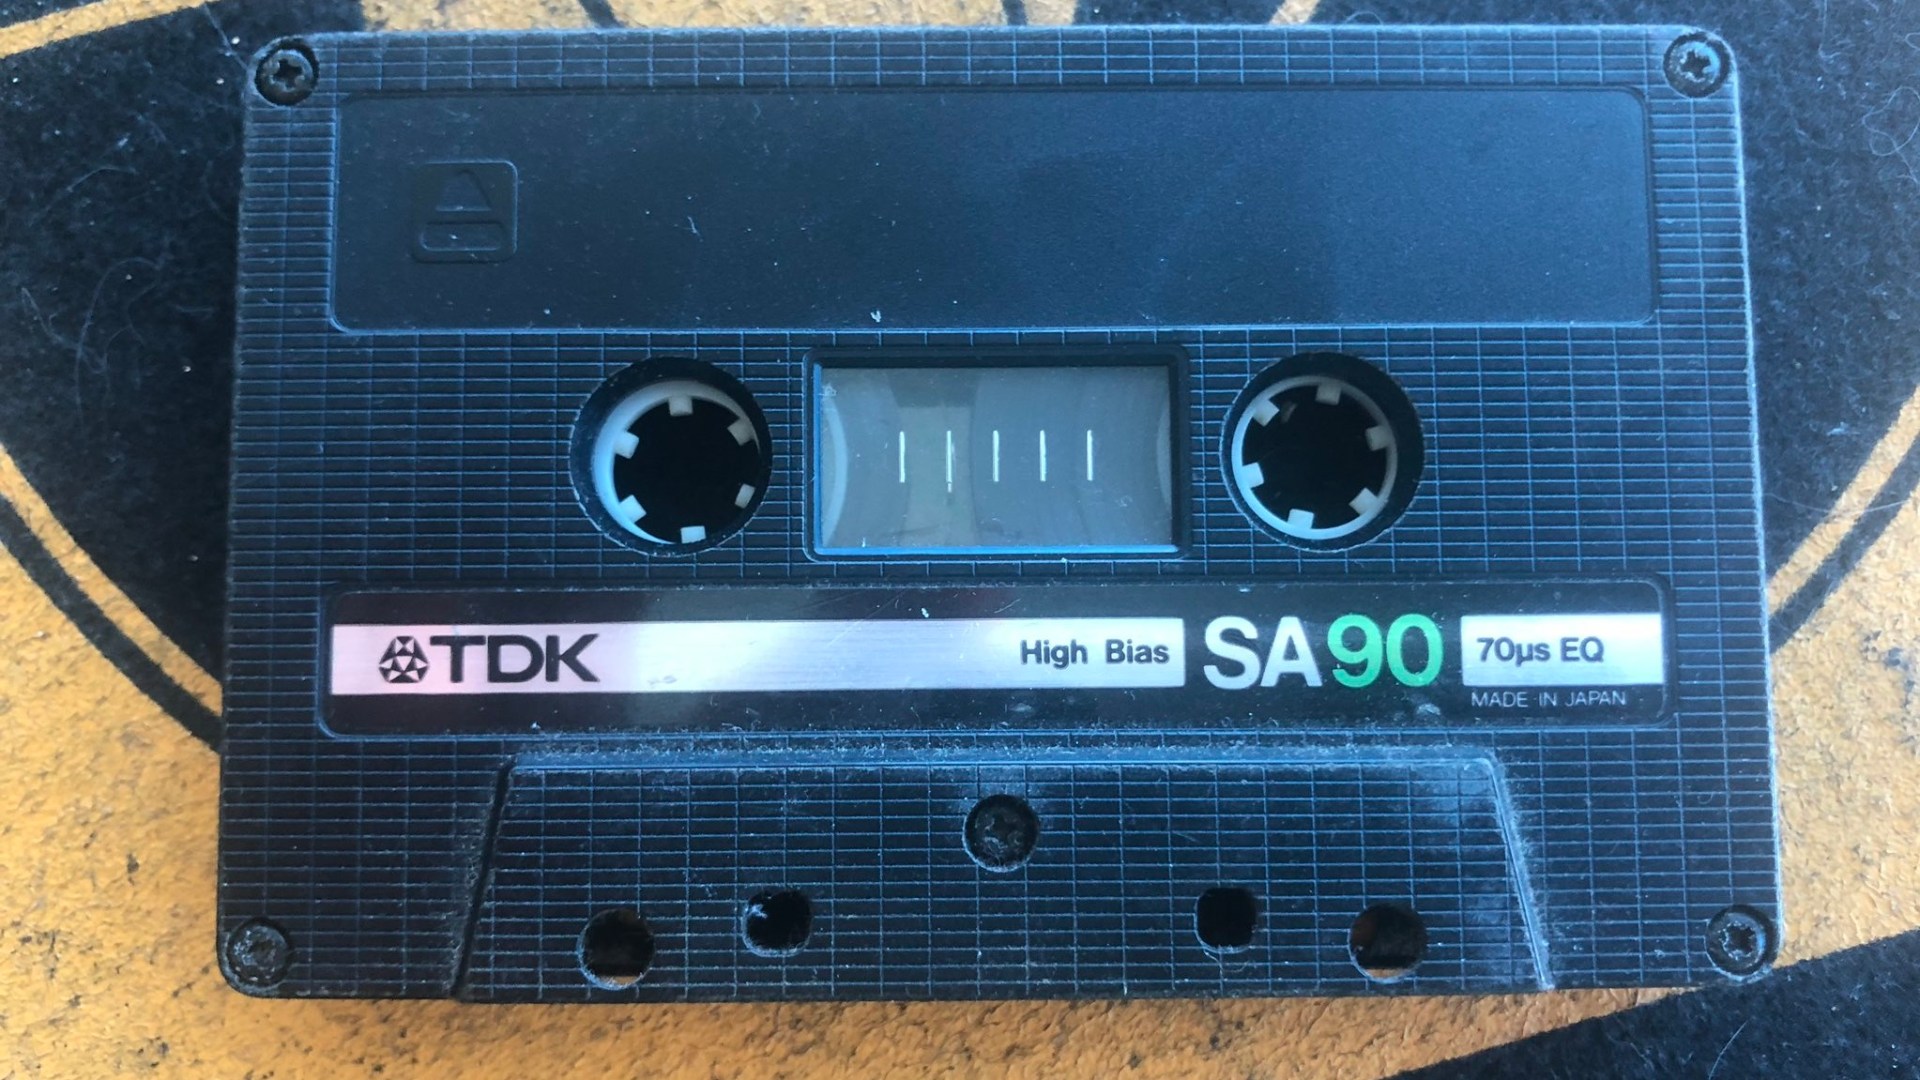 A
TDK High Bias SA90 70µs EQ
MADE IN JAPAN